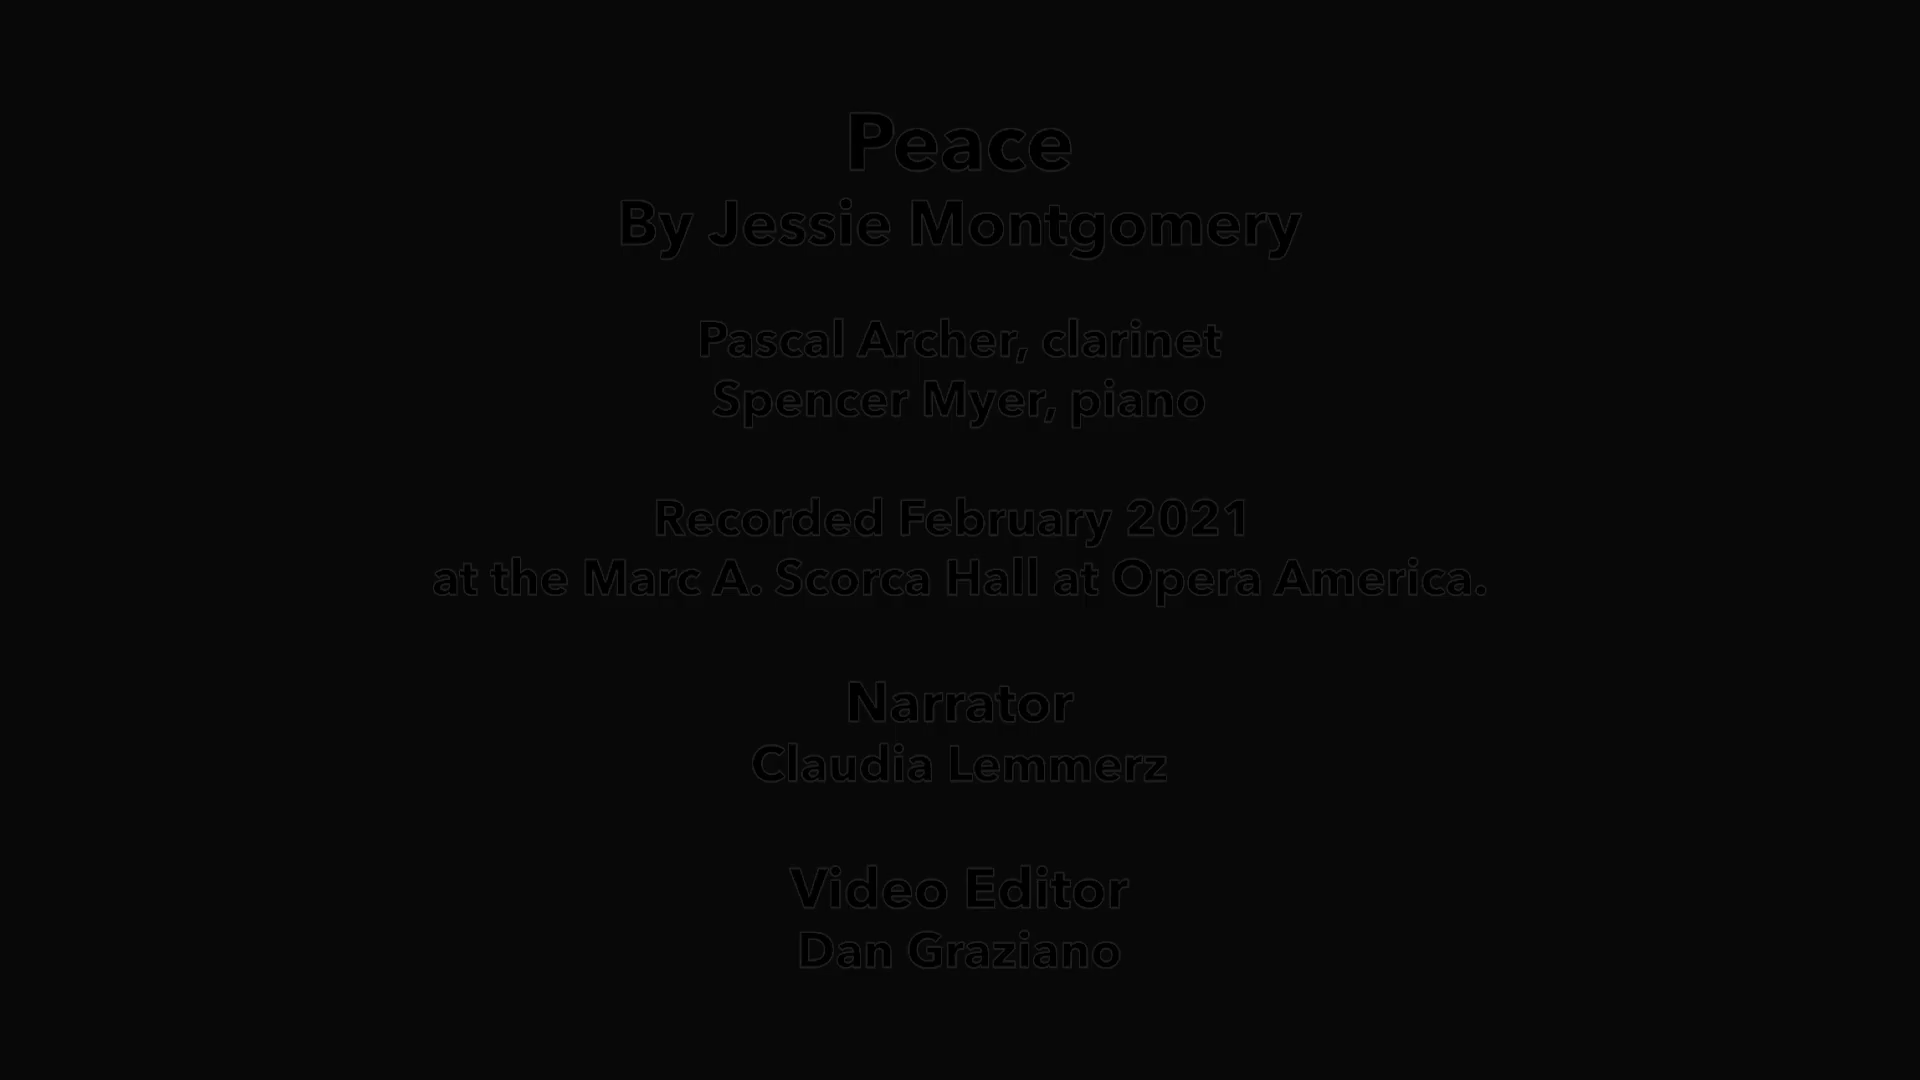 Peace
By Jessie Montgomery
Pascal Archer, clarinet
Spencer Myer, piano
Recorded February 2021
at the Marc A. Scorca Hall at Opera America.
Narrator
Claudia Lemmerz
Video Editor
Dan Graziano